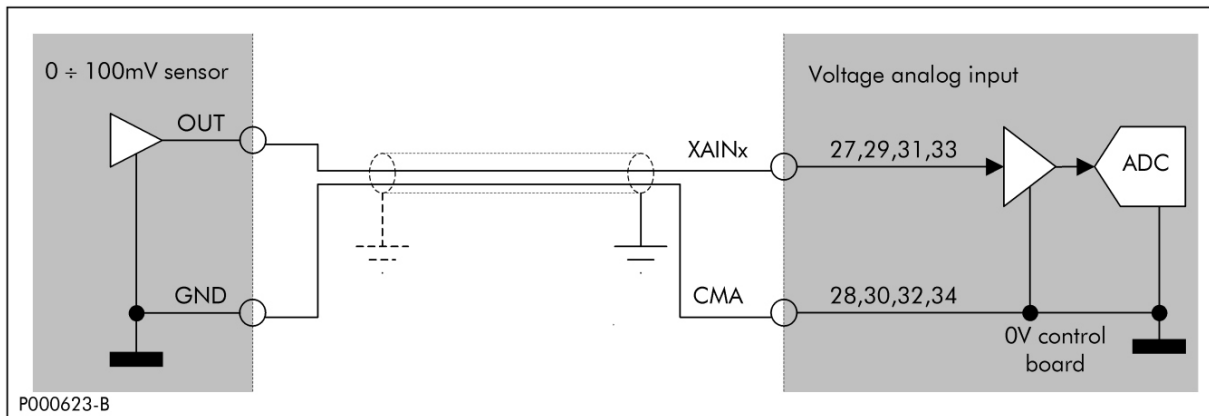 0 ÷ 100mV sensor
Voltage analog input
OUT
XAINx
27,29,31,33
ADC
GND
CMA
28,30,32,34
0V control
board
P000623-B